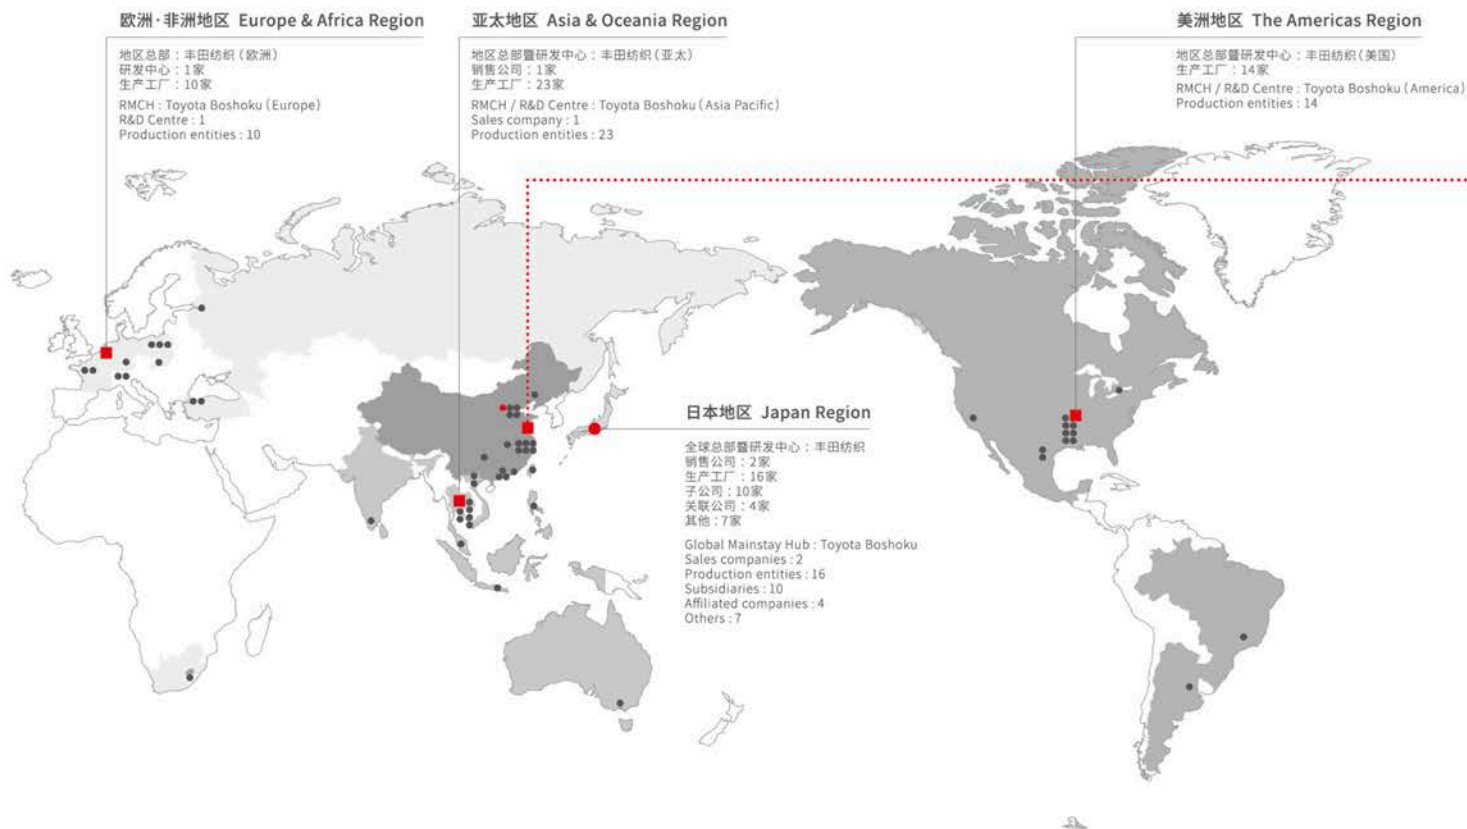 欧洲·非洲地区 Europe & Africa Region
地区总部：丰田纺织（欧洲）
研发中心：1家
生产工厂：10家
RMCH : Toyota Boshoku (Europe)
R&D Centre : 1
Production entities : 10
亚太地区 Asia & Oceania Region
地区总部暨研发中心：丰田纺织（亚太）
销售公司：1家
生产工厂：23家
RMCH / R&D Centre : Toyota Boshoku (Asia Pacific)
Sales company : 1
Production entities : 23
美洲地区 The Americas Region
地区总部暨研发中心：丰田纺织（美国）
生产工厂：14家
RMCH / R&D Centre : Toyota Boshoku (America)
Production entities : 14
日本地区 Japan Region
全球总部暨研发中心：丰田纺织
销售公司：2家
生产工厂：16家
子公司：10家
关联公司：4家
其他：7家
Global Mainstay Hub : Toyota Boshoku
Sales companies : 2
Production entities : 16
Subsidiaries : 10
Affiliated companies : 4
Others : 7